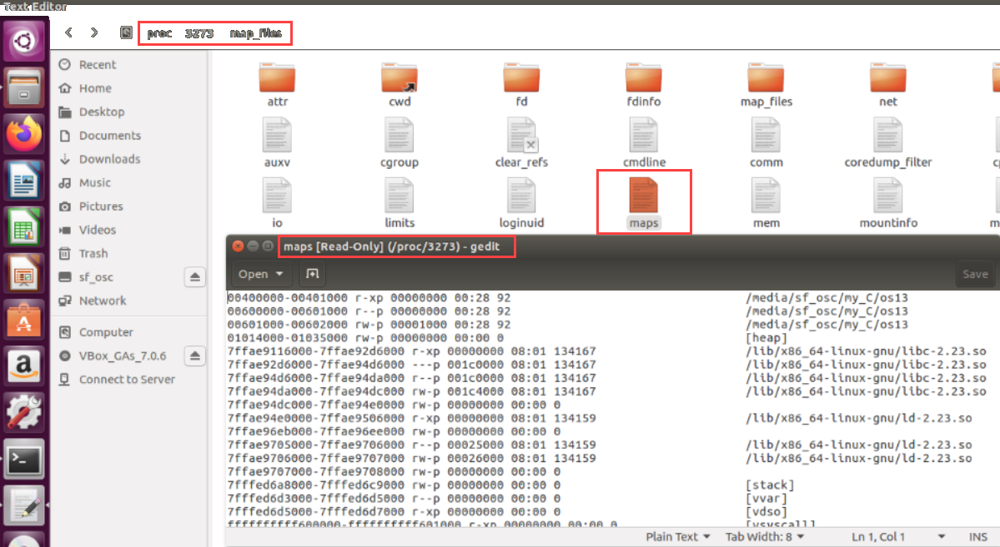 Text Editor
proc 3273 map_files
Recent
Home
Desktop
Documents
Downloads
Music
Pictures
Videos
Trash
sf_osc
Network
Computer
VBox_GAs_7.0.6
Connect to Server
attr cwd fd fdinfo map_files net
auxv cgroup clear_refs cmdline comm coredump_filter
io limits loginuid maps mem mountinfo
maps [Read-Only] (/proc/3273) - gedit
Open Save
00400000-00401000 r-xp 00000000 00:28 92 /media/sf_osc/my_C/os13
00600000-00601000 r--p 00000000 00:28 92 /media/sf_osc/my_C/os13
00601000-00602000 rw-p 00001000 00:28 92 /media/sf_osc/my_C/os13
01014000-01035000 rw-p 00000000 00:00 0 [heap]
7ffae9116000-7ffae92d6000 r-xp 00000000 08:01 134167 /lib/x86_64-linux-gnu/libc-2.23.so
7ffae92d6000-7ffae94d6000 ---p 001c0000 08:01 134167 /lib/x86_64-linux-gnu/libc-2.23.so
7ffae94d6000-7ffae94da000 r--p 001c0000 08:01 134167 /lib/x86_64-linux-gnu/libc-2.23.so
7ffae94da000-7ffae94dc000 rw-p 001c4000 08:01 134167 /lib/x86_64-linux-gnu/libc-2.23.so
7ffae94dc000-7ffae94e0000 rw-p 00000000 00:00 0
7ffae94e0000-7ffae9506000 r-xp 00000000 08:01 134159 /lib/x86_64-linux-gnu/ld-2.23.so
7ffae96eb000-7ffae96ee000 rw-p 00000000 00:00 0
7ffae9705000-7ffae9706000 r--p 00025000 08:01 134159 /lib/x86_64-linux-gnu/ld-2.23.so
7ffae9706000-7ffae9707000 rw-p 00026000 08:01 134159 /lib/x86_64-linux-gnu/ld-2.23.so
7ffae9707000-7ffae9708000 rw-p 00000000 00:00 0
7fffed6a8000-7fffed6c9000 rw-p 00000000 00:00 0 [stack]
7fffed6d3000-7fffed6d5000 r--p 00000000 00:00 0 [vvar]
7fffed6d5000-7fffed6d7000 r-xp 00000000 00:00 0 [vdso]
ffffffffff600000-ffffffffff601000 r-xp 00000000 00:00 0 [vsyscall]
Plain Text Tab Width: 8 Ln 1, Col 1 INS